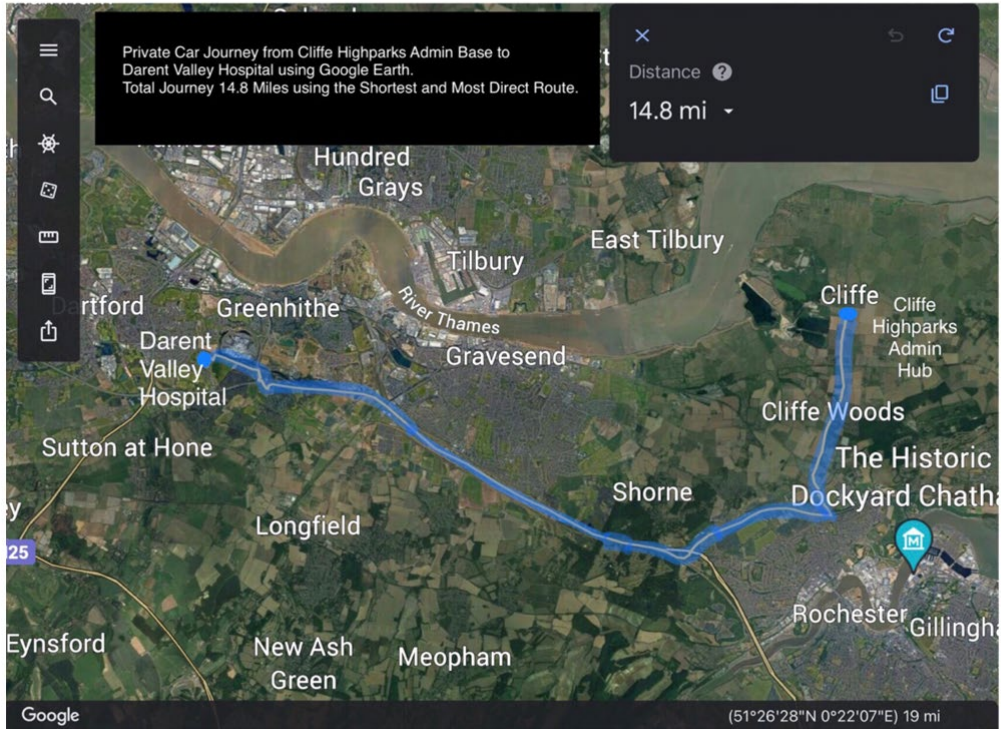 Private Car Journey from Cliffe Highparks Admin Base to
Darent Valley Hospital using Google Earth.
Total Journey 14.8 Miles using the Shortest and Most Direct Route.
Distance ?
14.8 mi
Hundred
Grays
East Tilbury
Tilbury
River Thames
Greenhithe
Cliffe
Cliffe
Highparks
Admin
Hub
Darent
Valley
Hospital
Gravesend
Cliffe Woods
Sutton at Hone
The Historic
Shorne
Longfield
Rochester
Eynsford
New Ash
Green
Meopham
Google
(51°26'28"N 0°22'07"E) 19 mi